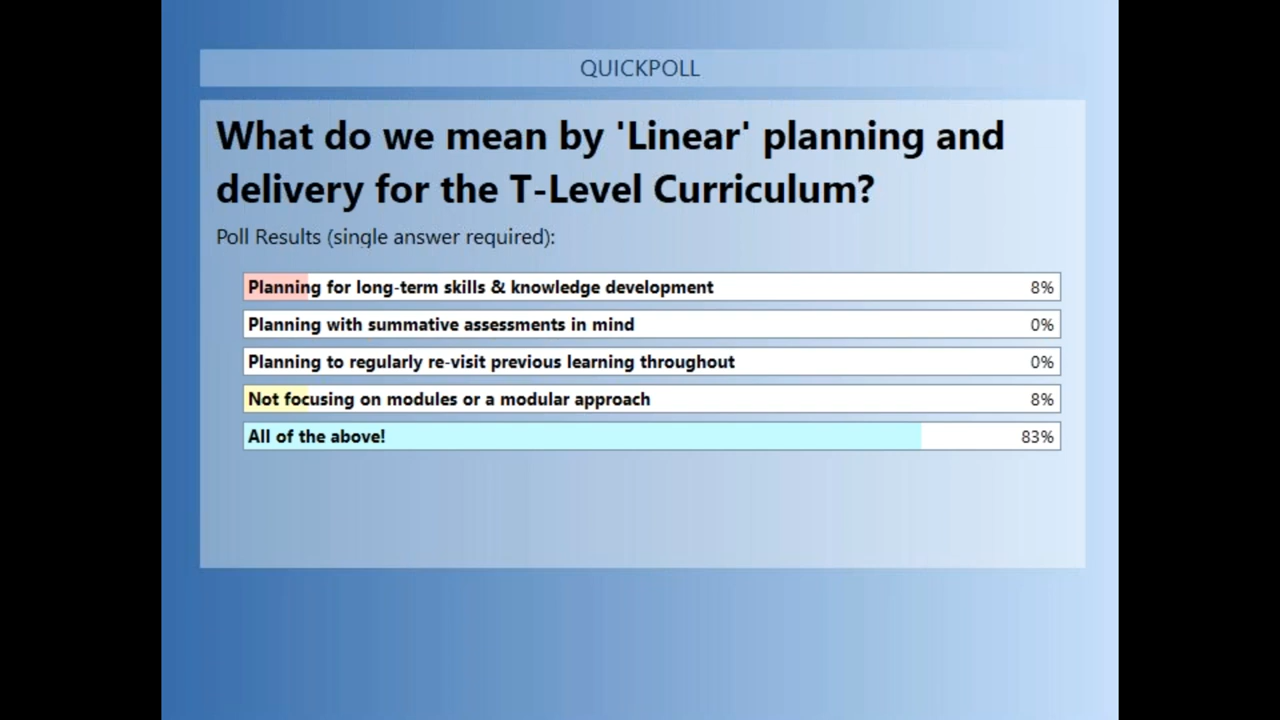 QUICKPOLL
What do we mean by 'Linear' planning and
delivery for the T-Level Curriculum?
Poll Results (single answer required):
Planning for long-term skills & knowledge development 8%
Planning with summative assessments in mind 0%
Planning to regularly re-visit previous learning throughout 0%
Not focusing on modules or a modular approach 8%
All of the above! 83%